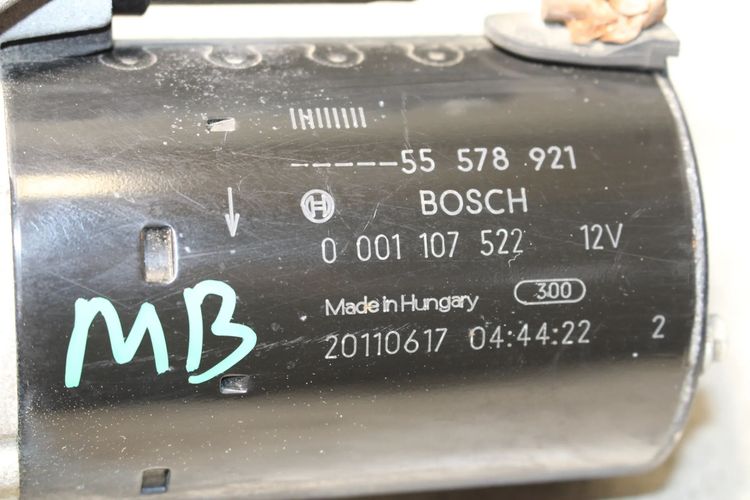 -----55 578 921
H BOSCH
0 001 107 522 12V
Made in Hungary 300
20110617 04:44:22 2
MB